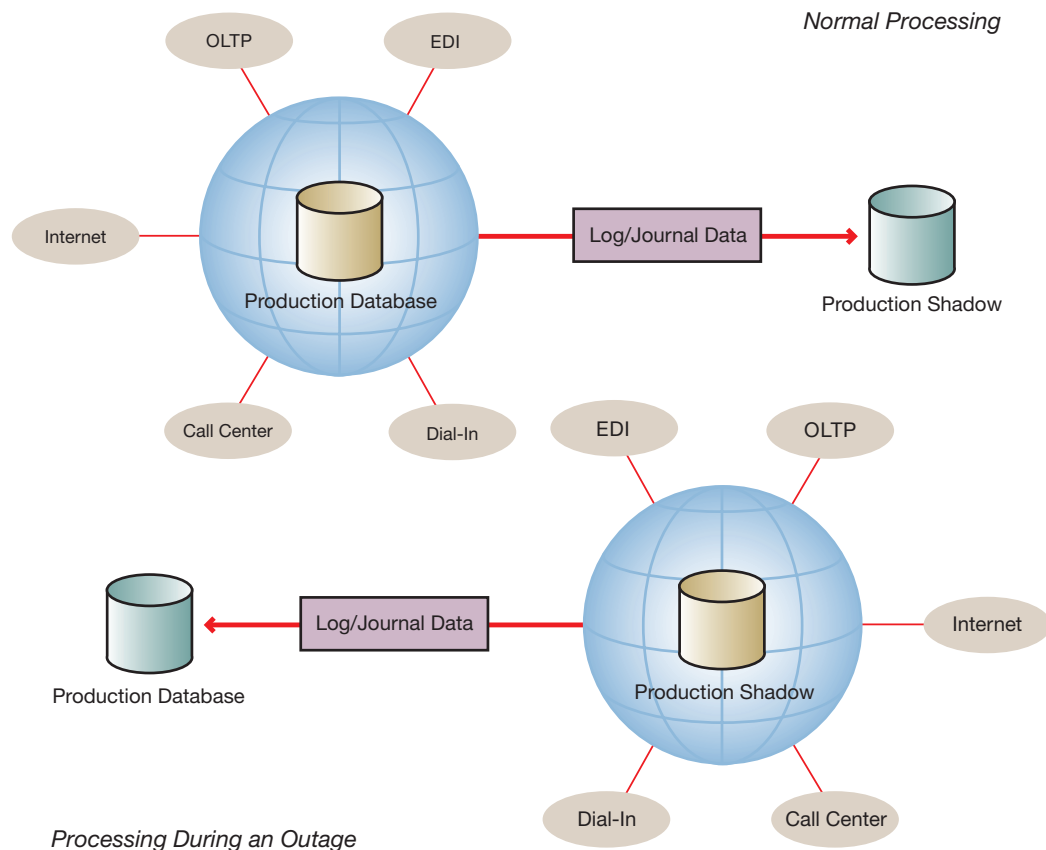 Normal Processing
OLTP
EDI
Internet
Log/Journal Data
Production Database
Production Shadow
Call Center
Dial-In
EDI
OLTP
Log/Journal Data
Internet
Production Database
Production Shadow
Dial-In
Call Center
Processing During an Outage